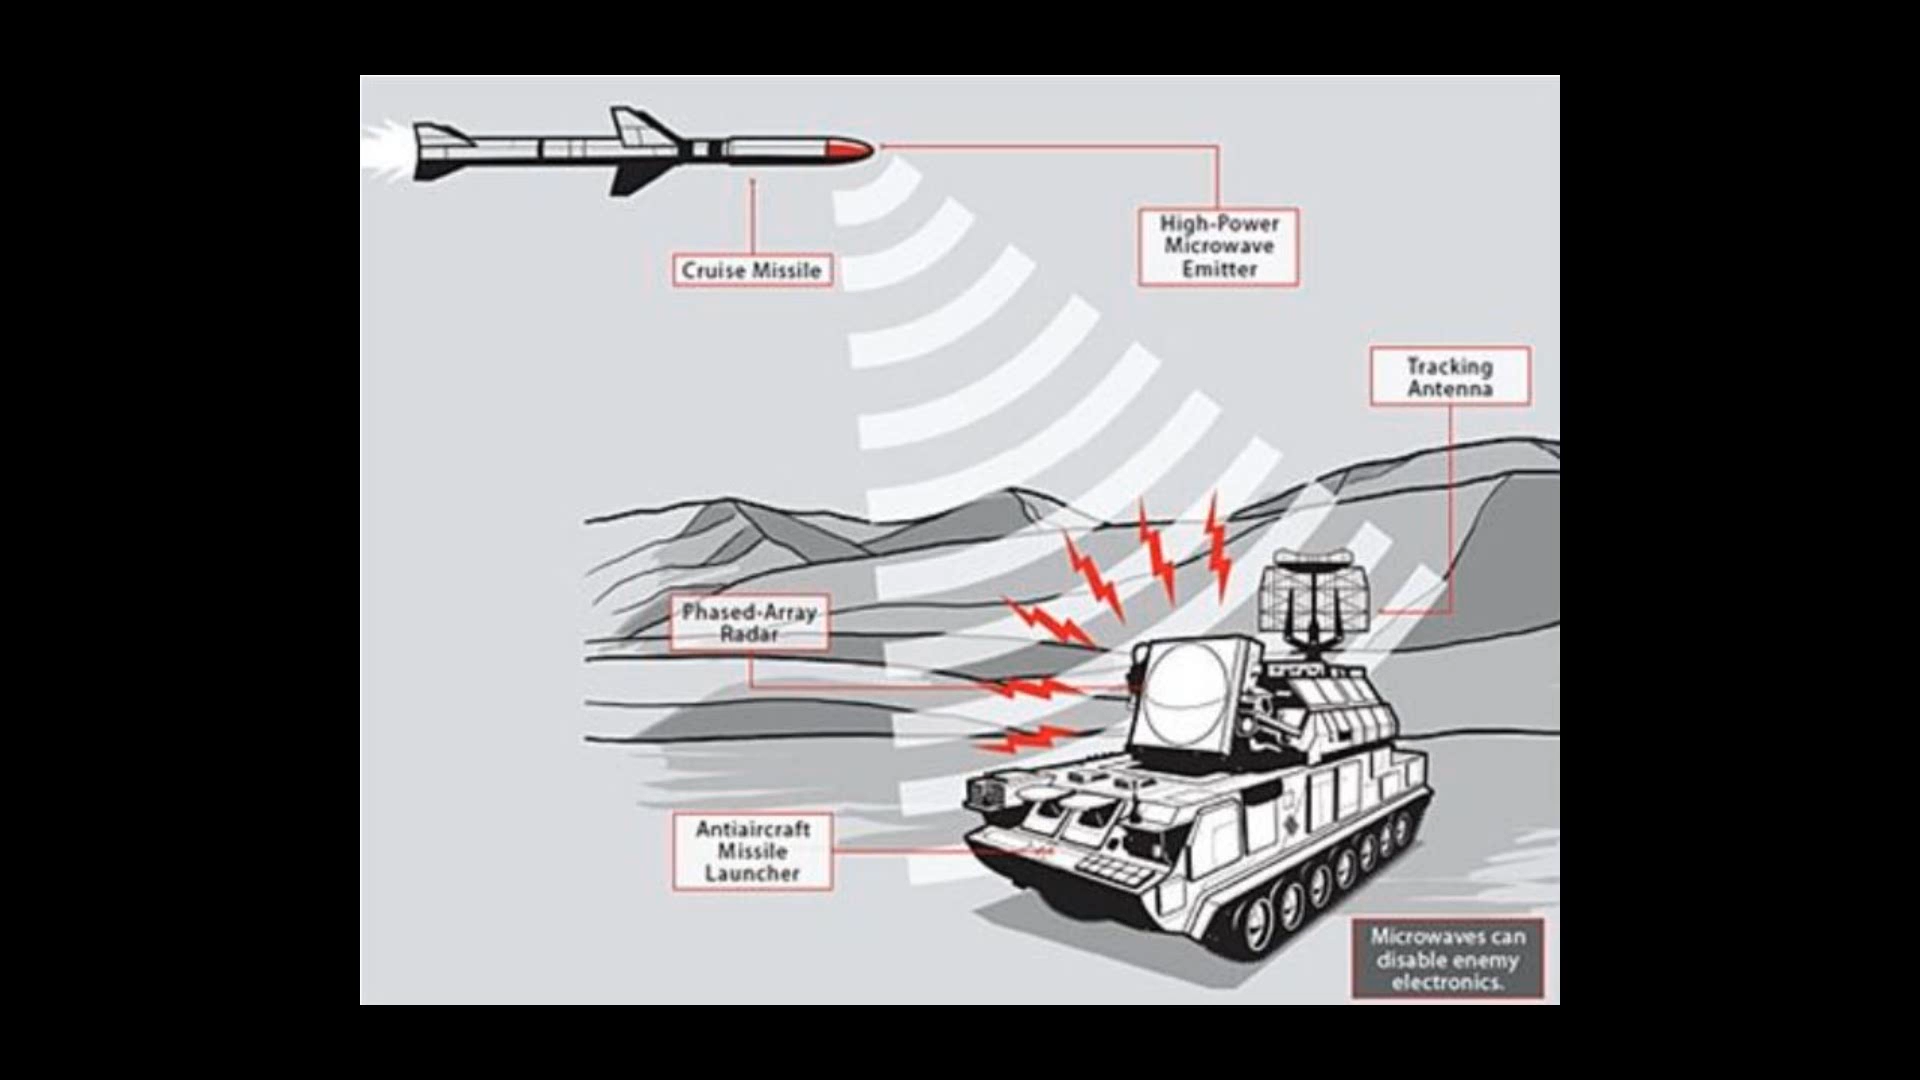 Cruise Missile
High-Power
Microwave
Emitter
Tracking
Antenna
Phased-Array
Radar
Antiaircraft
Missile
Launcher
Microwaves can
disable enemy
electronics.